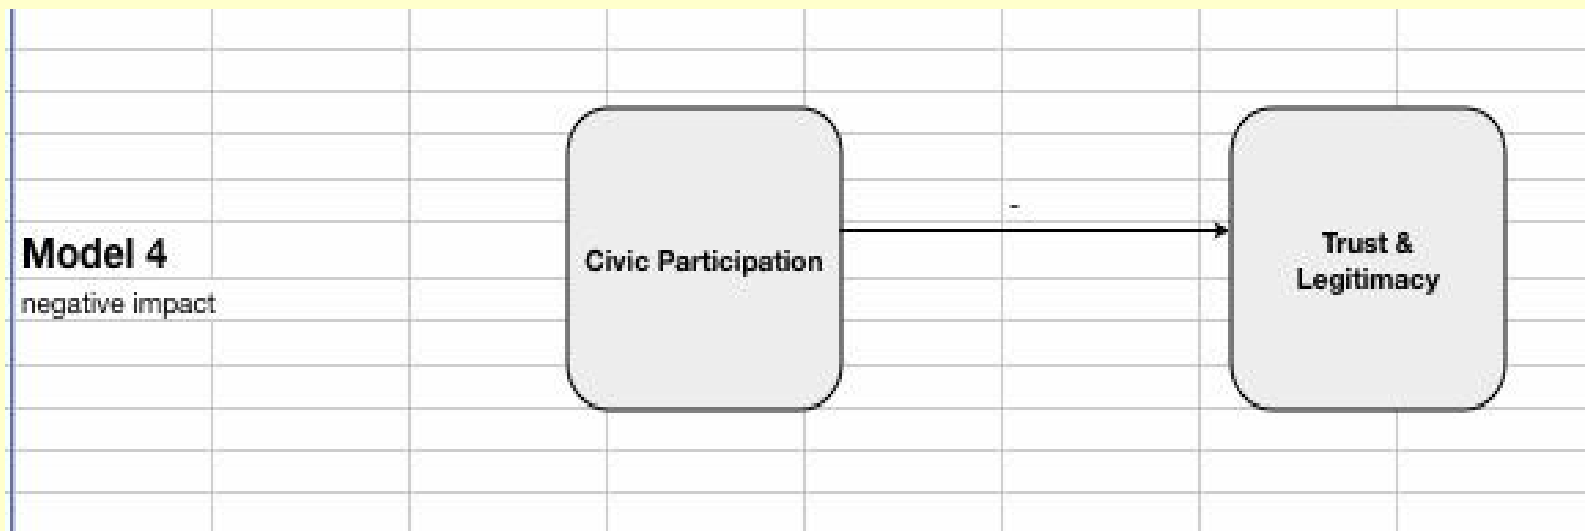 Model 4
negative impact
Civic Participation
-
Trust &
Legitimacy